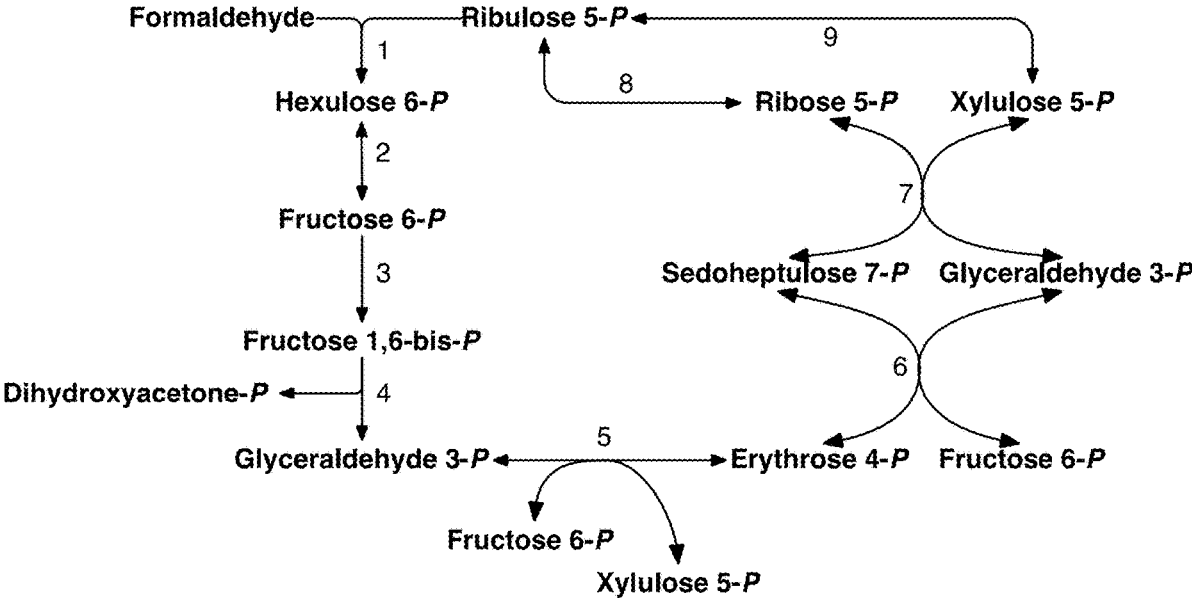 Formaldehyde Ribulose 5-P
1 9
8
Hexulose 6-P Ribose 5-P Xylulose 5-P
2
7
Fructose 6-P
3 Sedoheptulose 7-P Glyceraldehyde 3-P
Fructose 1,6-bis-P
6
Dihydroxyacetone-P 4
5
Glyceraldehyde 3-P Erythrose 4-P Fructose 6-P
Fructose 6-P
Xylulose 5-P